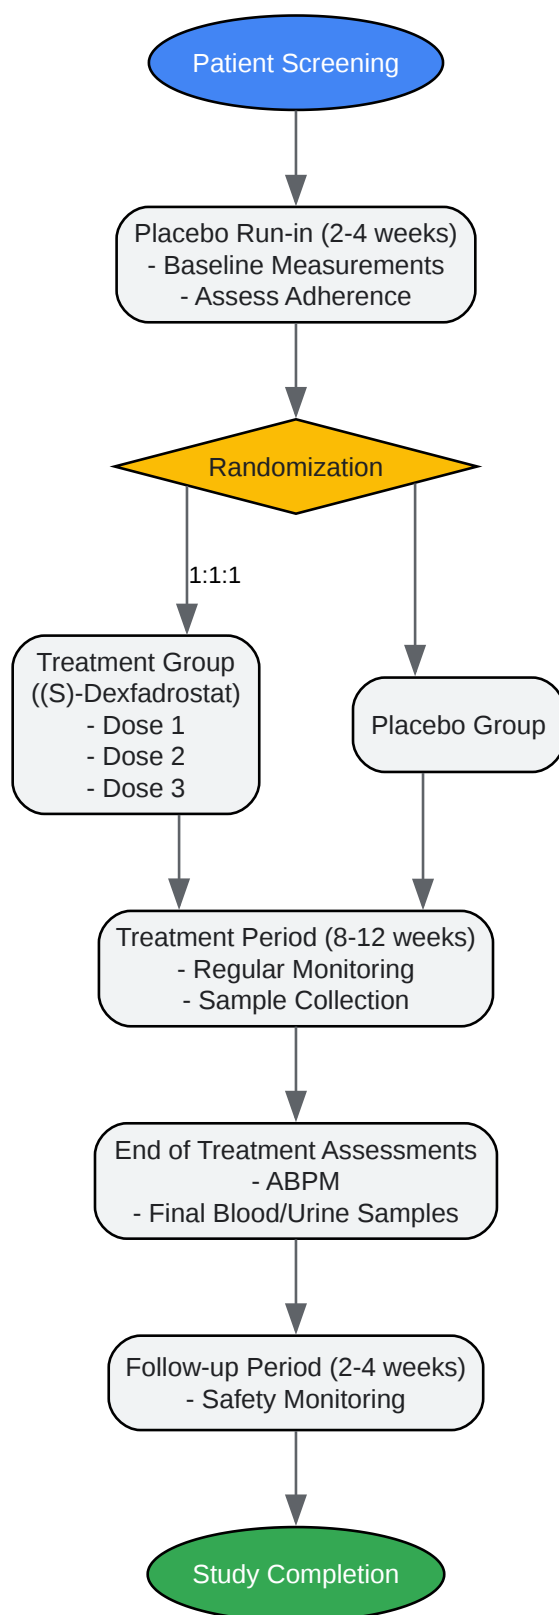 Patient Screening
Placebo Run-in (2-4 weeks)
- Baseline Measurements
- Assess Adherence
Randomization
1:1:1
Treatment Group
((S)-Dexfadrostat)
- Dose 1
- Dose 2
- Dose 3
Placebo Group
Treatment Period (8-12 weeks)
- Regular Monitoring
- Sample Collection
End of Treatment Assessments
- ABPM
- Final Blood/Urine Samples
Follow-up Period (2-4 weeks)
- Safety Monitoring
Study Completion